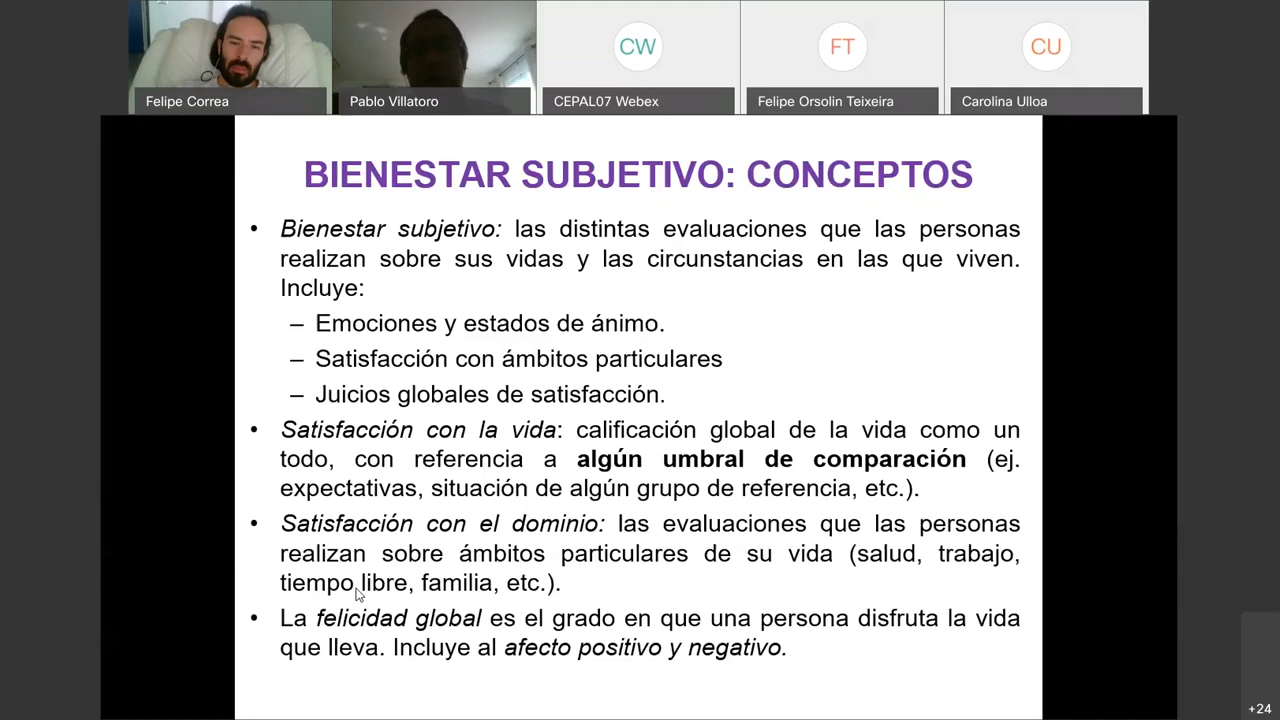 CW
FT
CU
Felipe Correa
Pablo Villatoro
CEPAL07 Webex
Felipe Orsolin Teixeira
Carolina Ulloa
BIENESTAR SUBJETIVO: CONCEPTOS
• Bienestar subjetivo: las distintas evaluaciones que las personas
realizan sobre sus vidas y las circunstancias en las que viven.
Incluye:
– Emociones y estados de ánimo.
– Satisfacción con ámbitos particulares
– Juicios globales de satisfacción.
• Satisfacción con la vida: calificación global de la vida como un
todo, con referencia a algún umbral de comparación (ej.
expectativas, situación de algún grupo de referencia, etc.).
• Satisfacción con el dominio: las evaluaciones que las personas
realizan sobre ámbitos particulares de su vida (salud, trabajo,
tiempo libre, familia, etc.).
• La felicidad global es el grado en que una persona disfruta la vida
que lleva. Incluye al afecto positivo y negativo.
+24